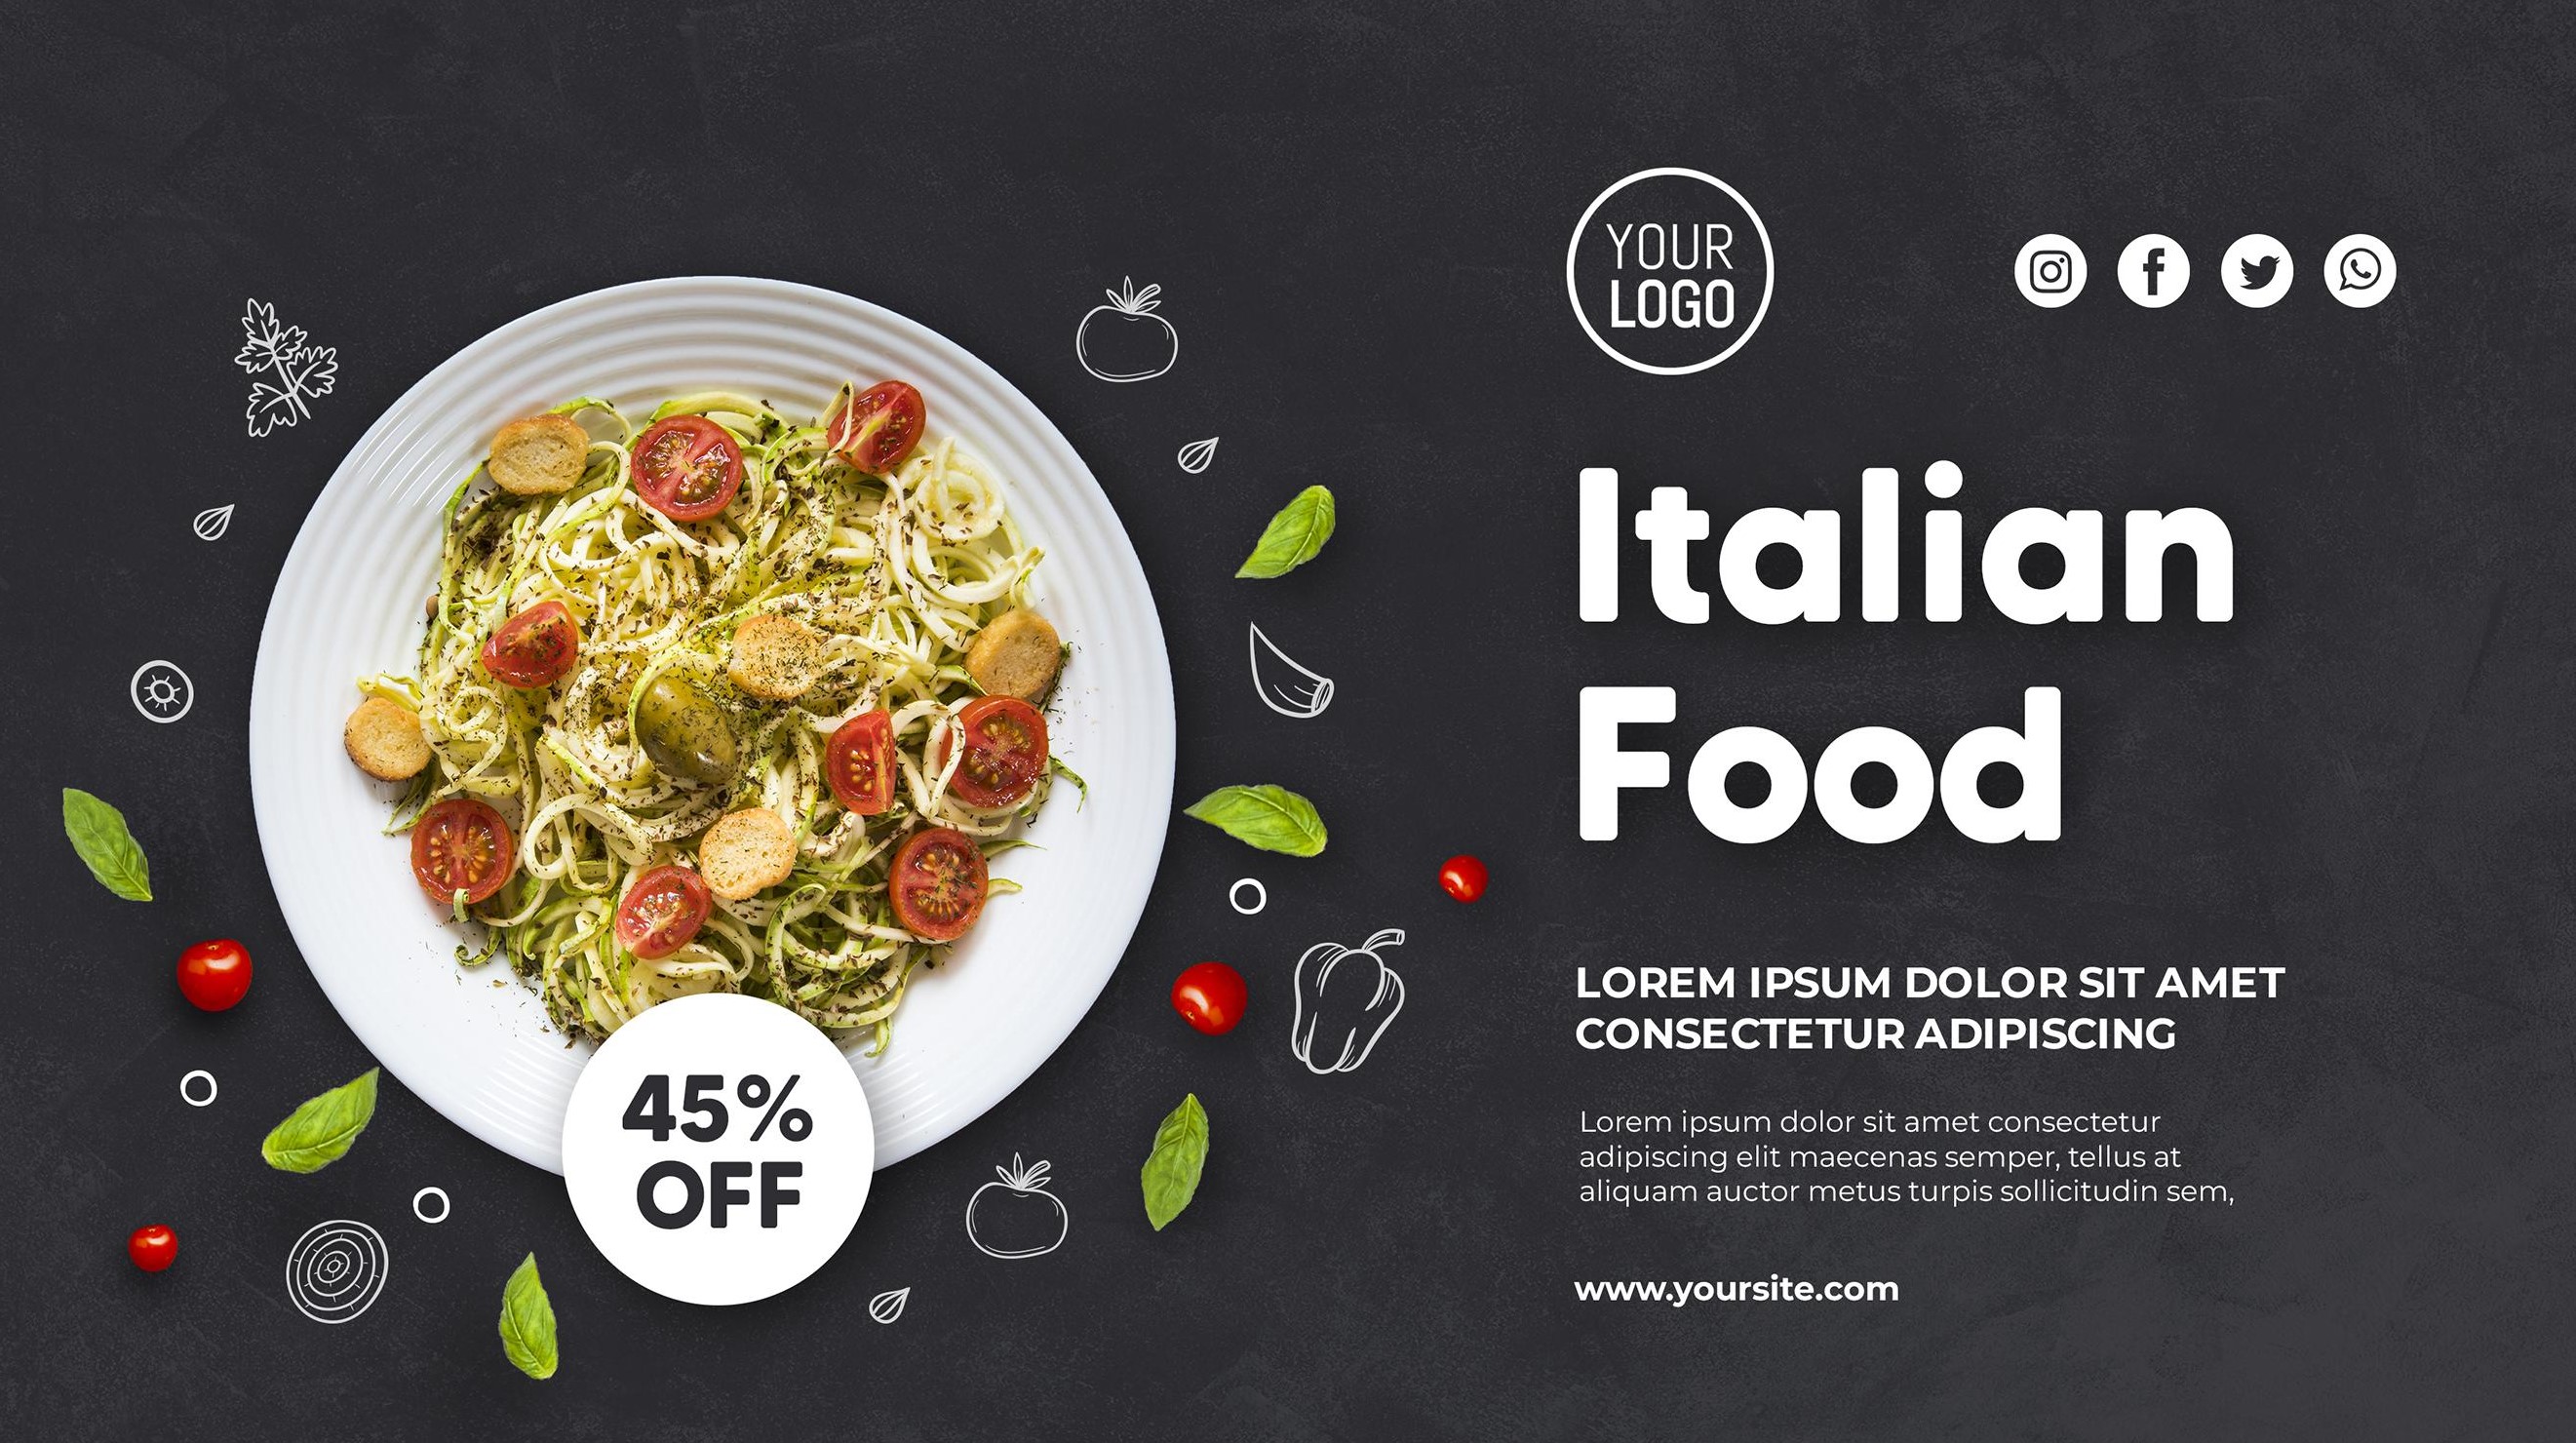 YOUR
LOGO
Italian
Food
LOREM IPSUM DOLOR SIT AMET
CONSECTETUR ADIPISCING
Lorem ipsum dolor sit amet consectetur
adipiscing elit maecenas semper, tellus at
aliquam auctor metus turpis sollicitudin sem,
www.yoursite.com
45%
OFF